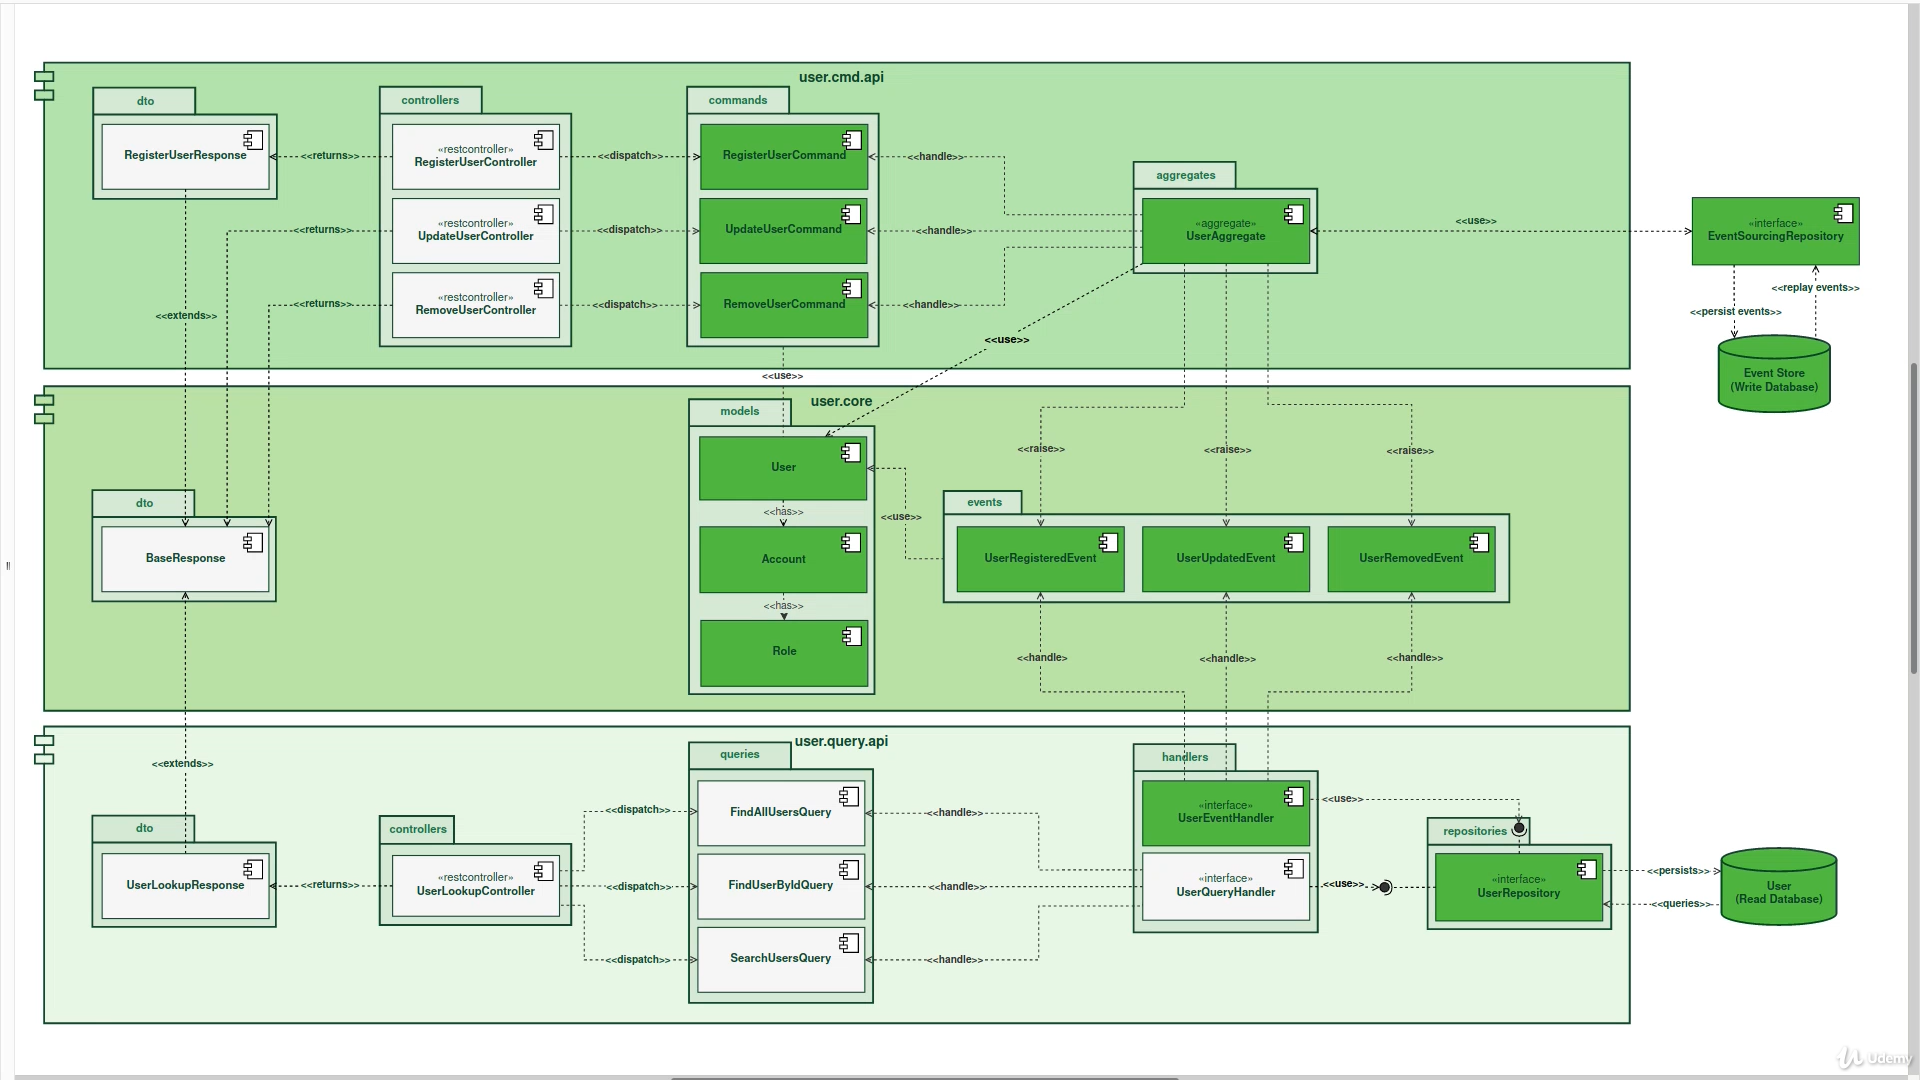 user.cmd.api
dto
controllers
commands
RegisterUserResponse
<<returns>>
«restcontroller»
RegisterUserController
<<dispatch>>
RegisterUserCommand
<<handle>>
aggregates
<<returns>>
«restcontroller»
UpdateUserController
<<dispatch>>
UpdateUserCommand
<<handle>>
«aggregate»
UserAggregate
<<use>>
«interface»
EventSourcingRepository
<<returns>>
«restcontroller»
RemoveUserController
<<dispatch>>
RemoveUserCommand
<<handle>>
<<replay events>>
<<persist events>>
<<extends>>
<<use>>
<<use>>
Event Store
(Write Database)
user.core
models
User
<<raise>>
<<raise>>
<<raise>>
dto
<<has>>
<<use>>
events
BaseResponse
Account
UserRegisteredEvent
UserUpdatedEvent
UserRemovedEvent
<<has>>
Role
<<handle>
<<handle>>
<<handle>>
user.query.api
queries
handlers
<<extends>>
<<dispatch>>
FindAllUsersQuery
<<handle>>
«interface»
UserEventHandler
<<use>>
dto
controllers
repositories
UserLookupResponse
<<returns>>
«restcontroller»
UserLookupController
<<dispatch>>
FindUserByIdQuery
<<handle>>
«interface»
UserQueryHandler
<<use>>
«interface»
UserRepository
<<persists>>
<<queries>>
User
(Read Database)
<<dispatch>>
SearchUsersQuery
<<handle>>
Udemy